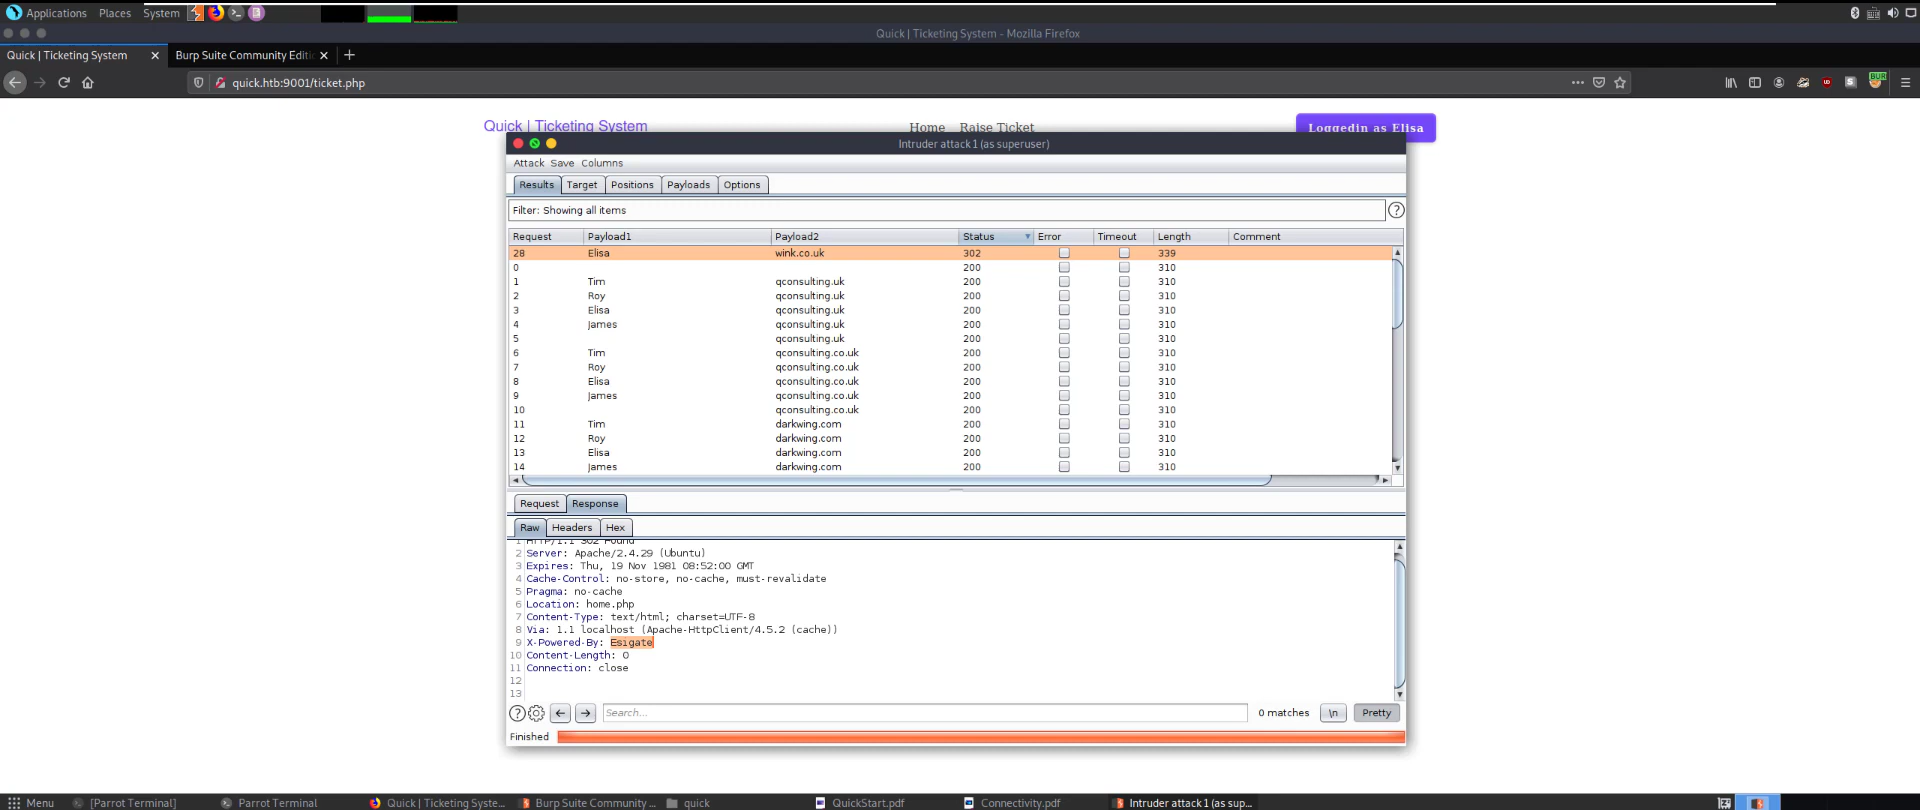 Applications Places System
Quick | Ticketing System - Mozilla Firefox
Quick | Ticketing System Burp Suite Community Editi
quick.htb:9001/ticket.php
BUR
Quick | Ticketing System Home Raise Ticket Loggedin as Elisa
Intruder attack 1 (as superuser)
Attack Save Columns
Results Target Positions Payloads Options
Filter: Showing all items
Request Payload1 Payload2 Status Error Timeout Length Comment
28 Elisa wink.co.uk 302 339
0 200 310
1 Tim qconsulting.uk 200 310
2 Roy qconsulting.uk 200 310
3 Elisa qconsulting.uk 200 310
4 James qconsulting.uk 200 310
5 qconsulting.uk 200 310
6 Tim qconsulting.co.uk 200 310
7 Roy qconsulting.co.uk 200 310
8 Elisa qconsulting.co.uk 200 310
9 James qconsulting.co.uk 200 310
10 qconsulting.co.uk 200 310
11 Tim darkwing.com 200 310
12 Roy darkwing.com 200 310
13 Elisa darkwing.com 200 310
14 James darkwing.com 200 310
Request Response
Raw Headers Hex
1 HTTP/1.1 302 Found
2 Server: Apache/2.4.29 (Ubuntu)
3 Expires: Thu, 19 Nov 1981 08:52:00 GMT
4 Cache-Control: no-store, no-cache, must-revalidate
5 Pragma: no-cache
6 Location: home.php
7 Content-Type: text/html; charset=UTF-8
8 Via: 1.1 localhost (Apache-HttpClient/4.5.2 (cache))
9 X-Powered-By: Esigate
10 Content-Length: 0
11 Connection: close
12
13
Search... 0 matches \n Pretty
Finished
Menu [Parrot Terminal] Parrot Terminal Quick | Ticketing Syste... Burp Suite Community ... quick QuickStart.pdf Connectivity.pdf Intruder attack 1 (as sup...